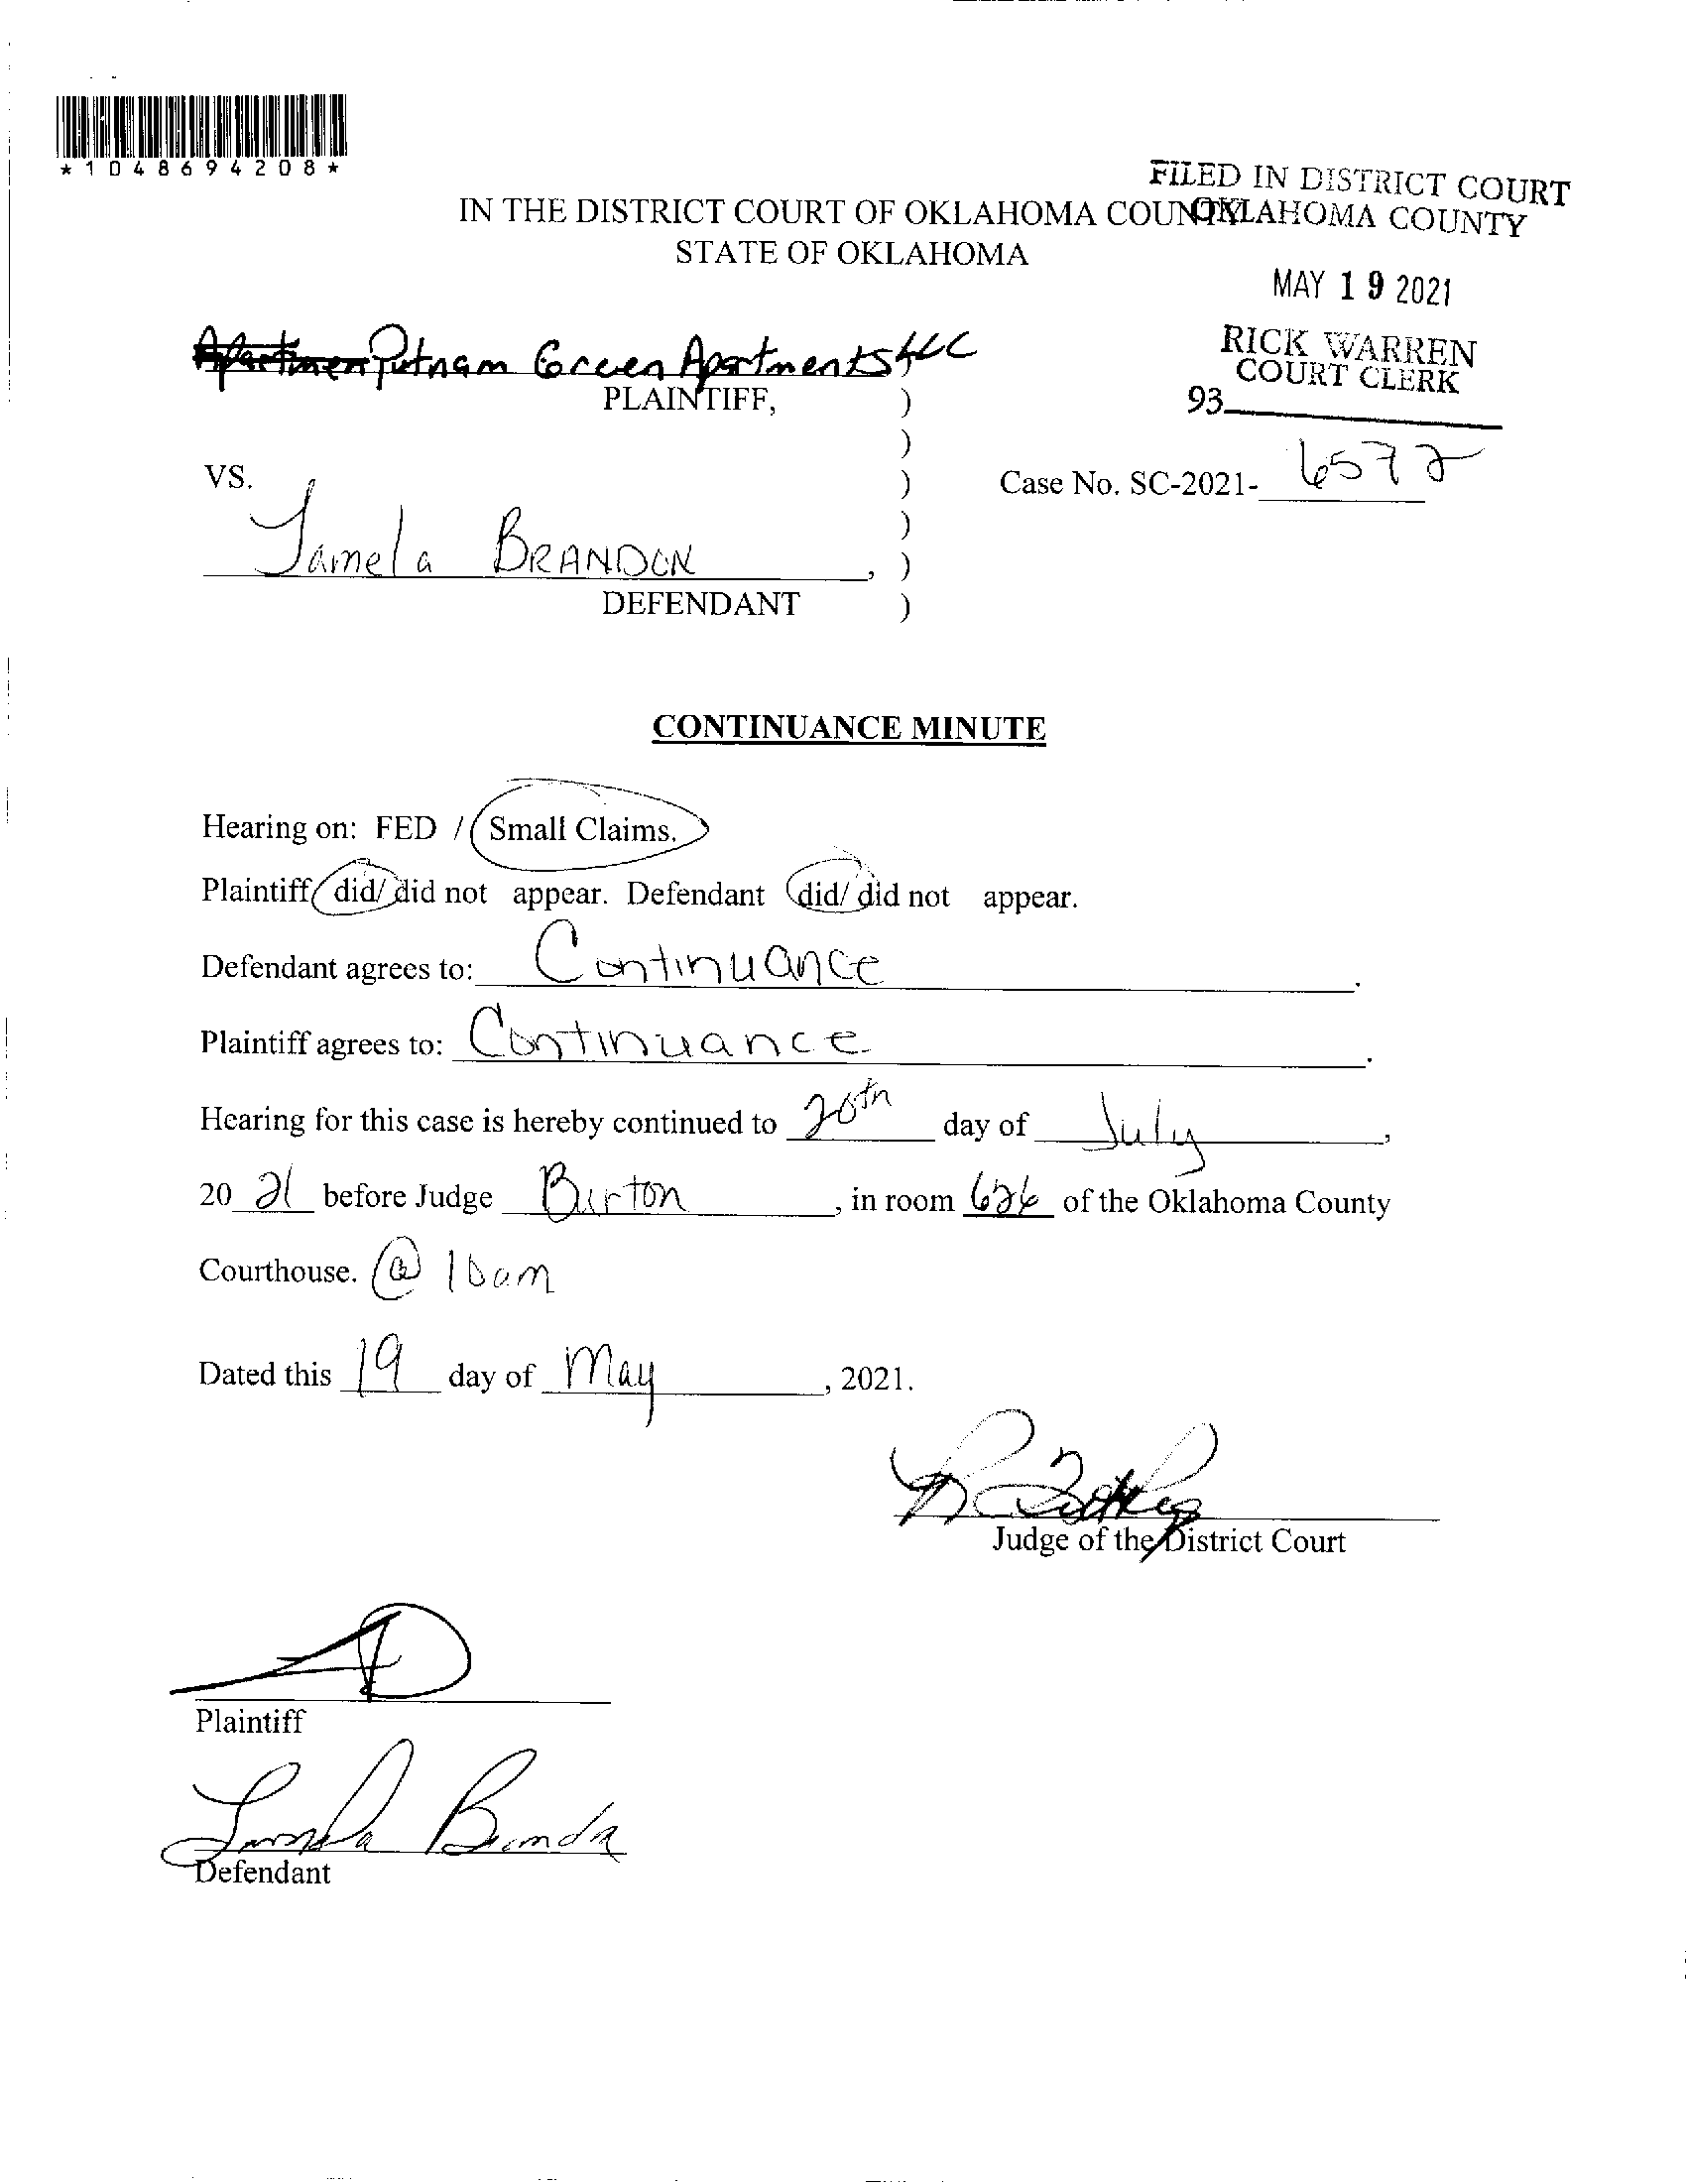 *1048694208*
FILED IN DISTRICT COURT
OKLAHOMA COUNTY
IN THE DISTRICT COURT OF OKLAHOMA COUNTY
STATE OF OKLAHOMA
MAY 19 2021
RICK WARREN
COURT CLERK
93
Putnam Green Apartments LLC
PLAINTIFF, )
)
VS. )
Case No. SC-2021- 6572
)
Tamela BRANDON , )
DEFENDANT )
CONTINUANCE MINUTE
Hearing on: FED / Small Claims.
Plaintiff did/ did not appear. Defendant did/ did not appear.
Defendant agrees to: Continuance .
Plaintiff agrees to: Continuance .
Hearing for this case is hereby continued to 20th day of July ,
20 21 before Judge Burton , in room 626 of the Oklahoma County
Courthouse. @ 10am
Dated this 19 day of May , 2021.
Judge of the District Court
Plaintiff
Defendant